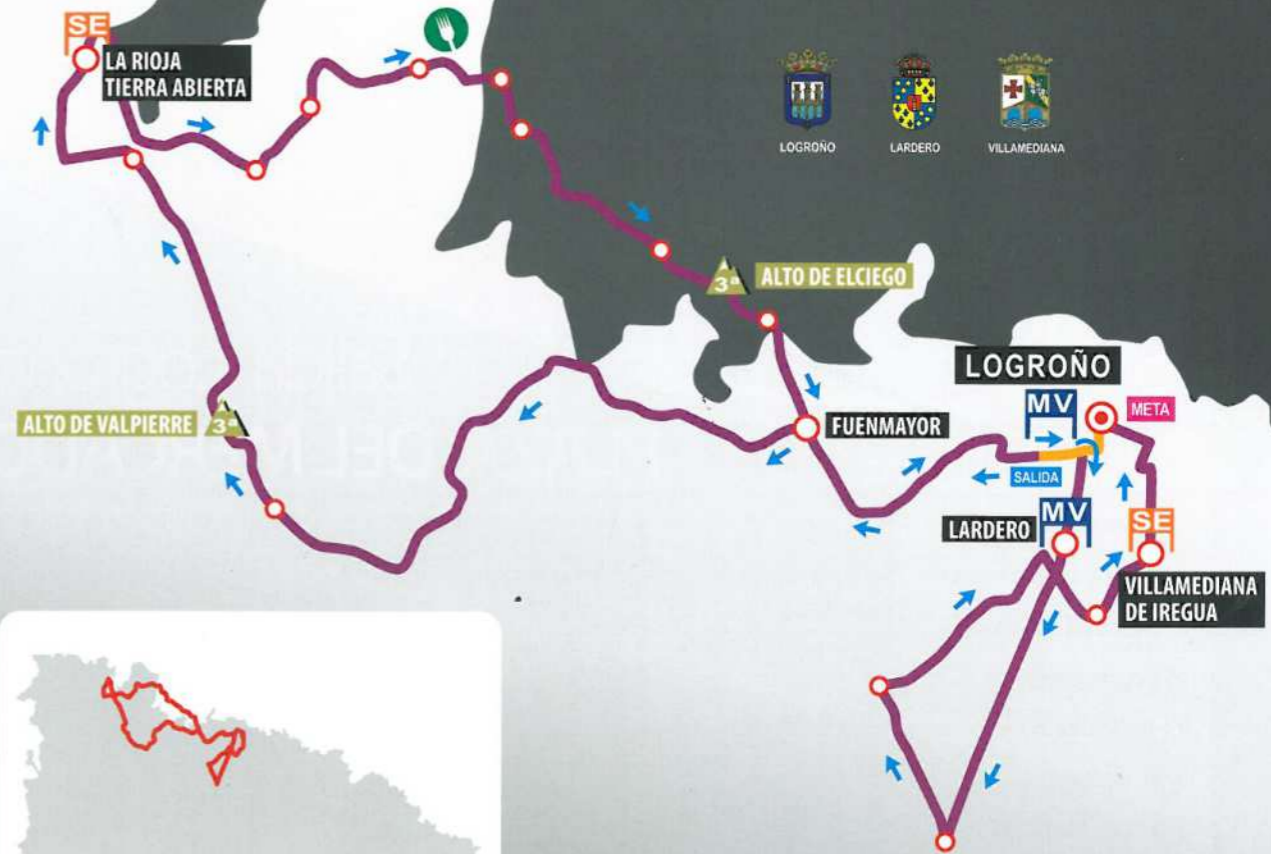 SE
LA RIOJA
TIERRA ABIERTA
LOGROÑO
LARDERO
VILLAMEDIANA
3ª
ALTO DE ELCIEGO
ALTO DE VALPIERRE
3ª
FUENMAYOR
LOGROÑO
MV
META
SALIDA
MV
LARDERO
SE
VILLAMEDIANA
DE IREGUA